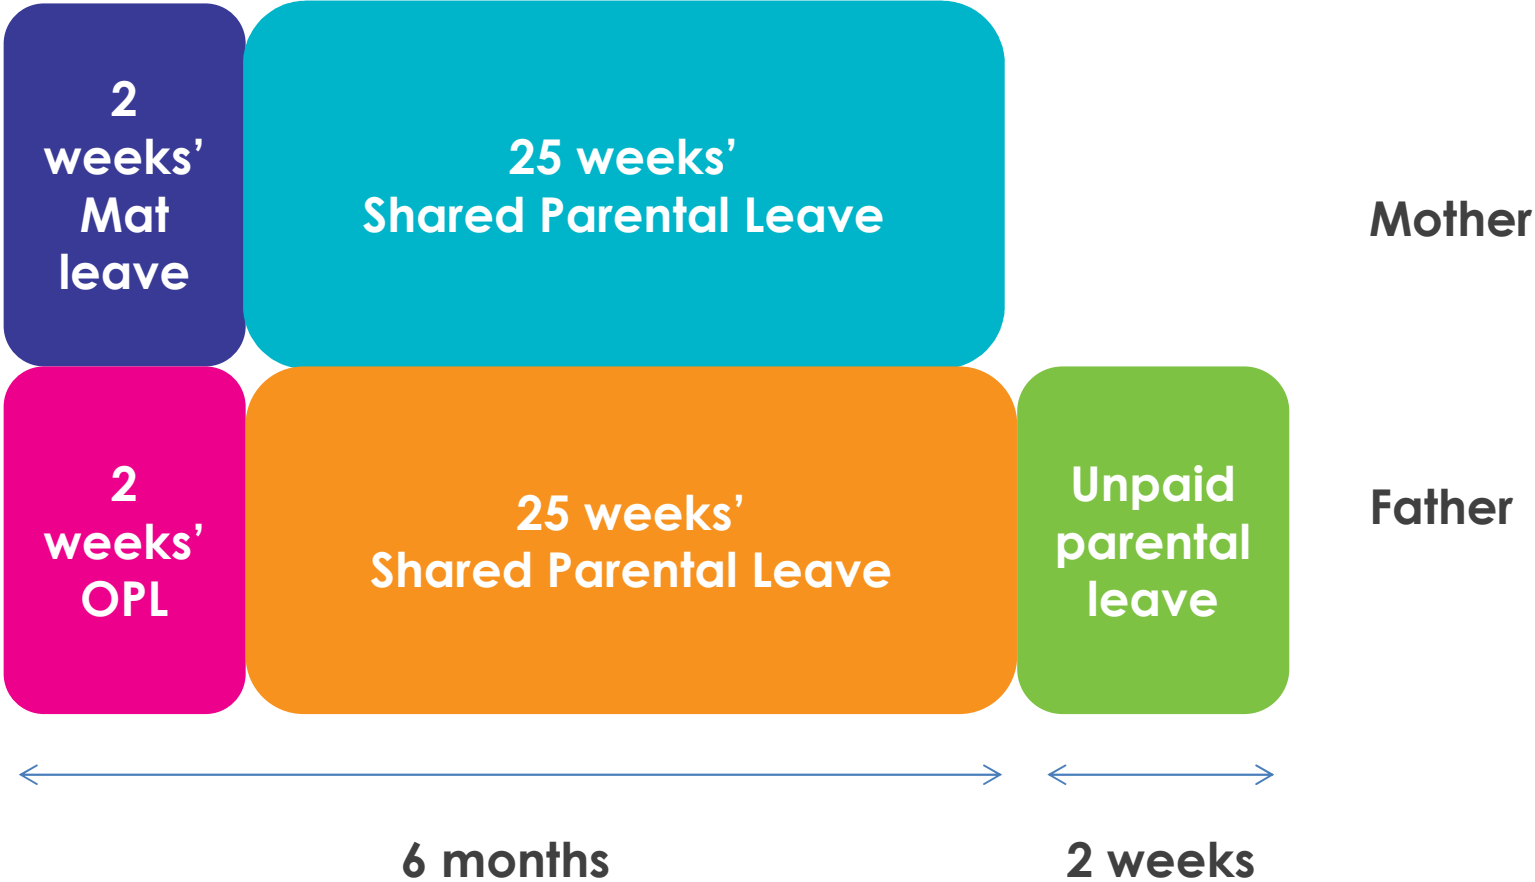 2
weeks’
Mat
leave
25 weeks’
Shared Parental Leave
Mother
2
weeks’
OPL
25 weeks’
Shared Parental Leave
Unpaid
parental
leave
Father
6 months
2 weeks